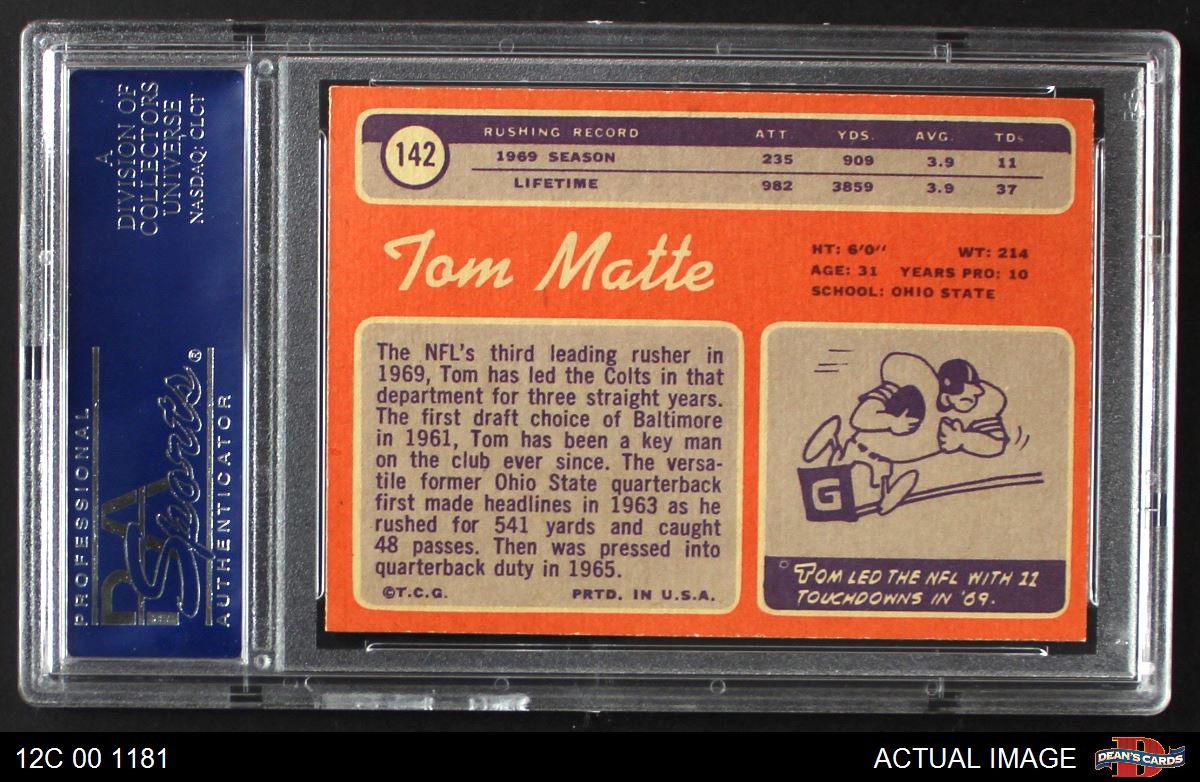 A
DIVISION OF
COLLECTORS
UNIVERSE
NASDAQ: CLCT
PROFESSIONAL
PSA
Sports®
AUTHENTICATOR
142
RUSHING RECORD ATT. YDS. AVG. TDs
1969 SEASON 235 909 3.9 11
LIFETIME 982 3859 3.9 37
Tom Matte
HT: 6'0" WT: 214
AGE: 31 YEARS PRO: 10
SCHOOL: OHIO STATE
The NFL's third leading rusher in
1969, Tom has led the Colts in that
department for three straight years.
The first draft choice of Baltimore
in 1961, Tom has been a key man
on the club ever since. The versa-
tile former Ohio State quarterback
first made headlines in 1963 as he
rushed for 541 yards and caught
48 passes. Then was pressed into
quarterback duty in 1965.
©T.C.G. PRTD. IN U.S.A.
G
TOM LED THE NFL WITH 11
TOUCHDOWNS IN '69.
12C 00 1181
ACTUAL IMAGE
D
DEAN'S CARDS